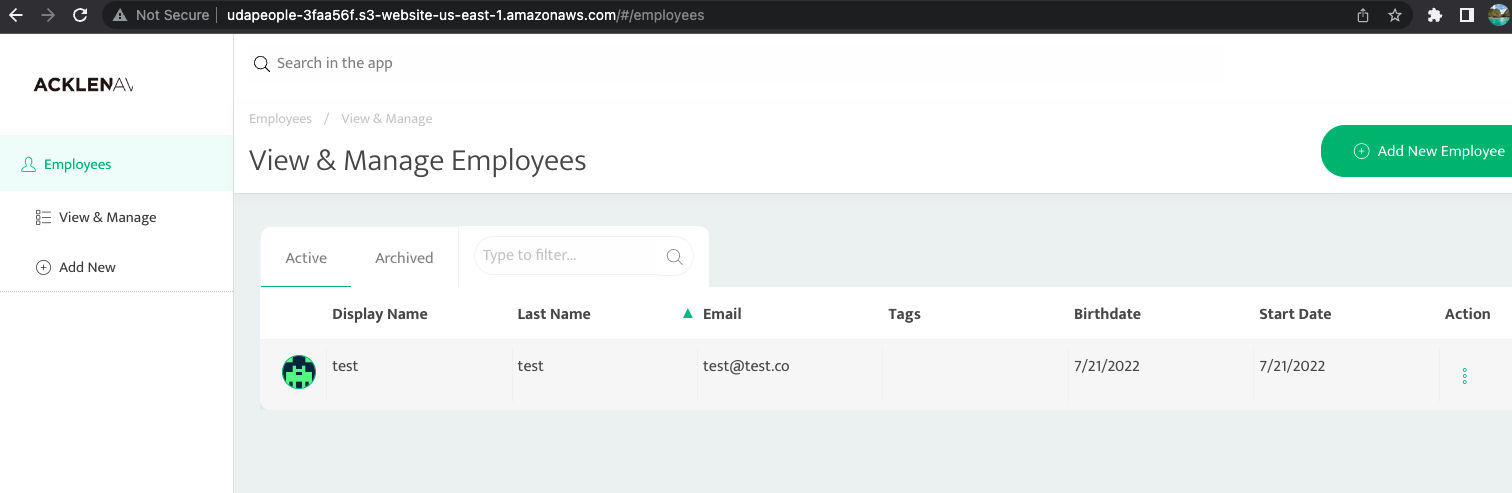 Not Secure udapeople-3faa56f.s3-website-us-east-1.amazonaws.com/#/employees
ACKLENAV
Search in the app
Employees / View & Manage
View & Manage Employees
Add New Employee
Employees
View & Manage
Add New
Active Archived Type to filter...
Display Name Last Name Email Tags Birthdate Start Date Action
test test test@test.co 7/21/2022 7/21/2022